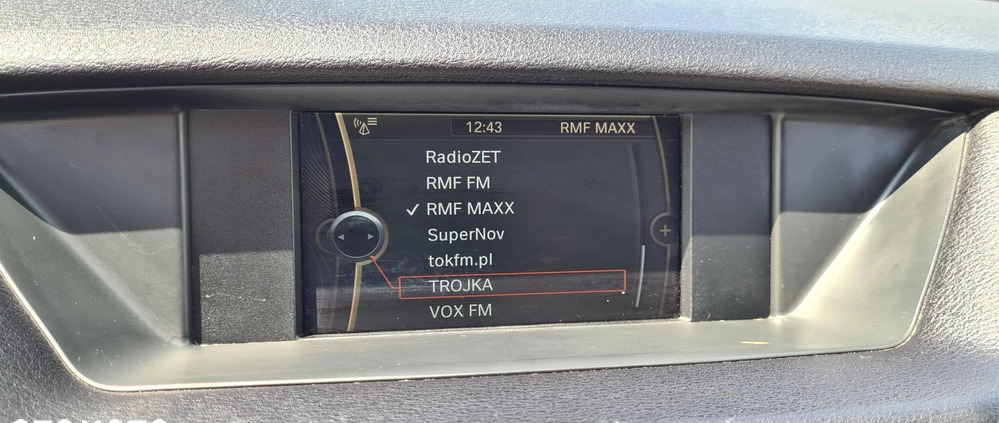 12:43 RMF MAXX
RadioZET
RMF FM
RMF MAXX
SuperNov
tokfm.pl
TROJKA
VOX FM